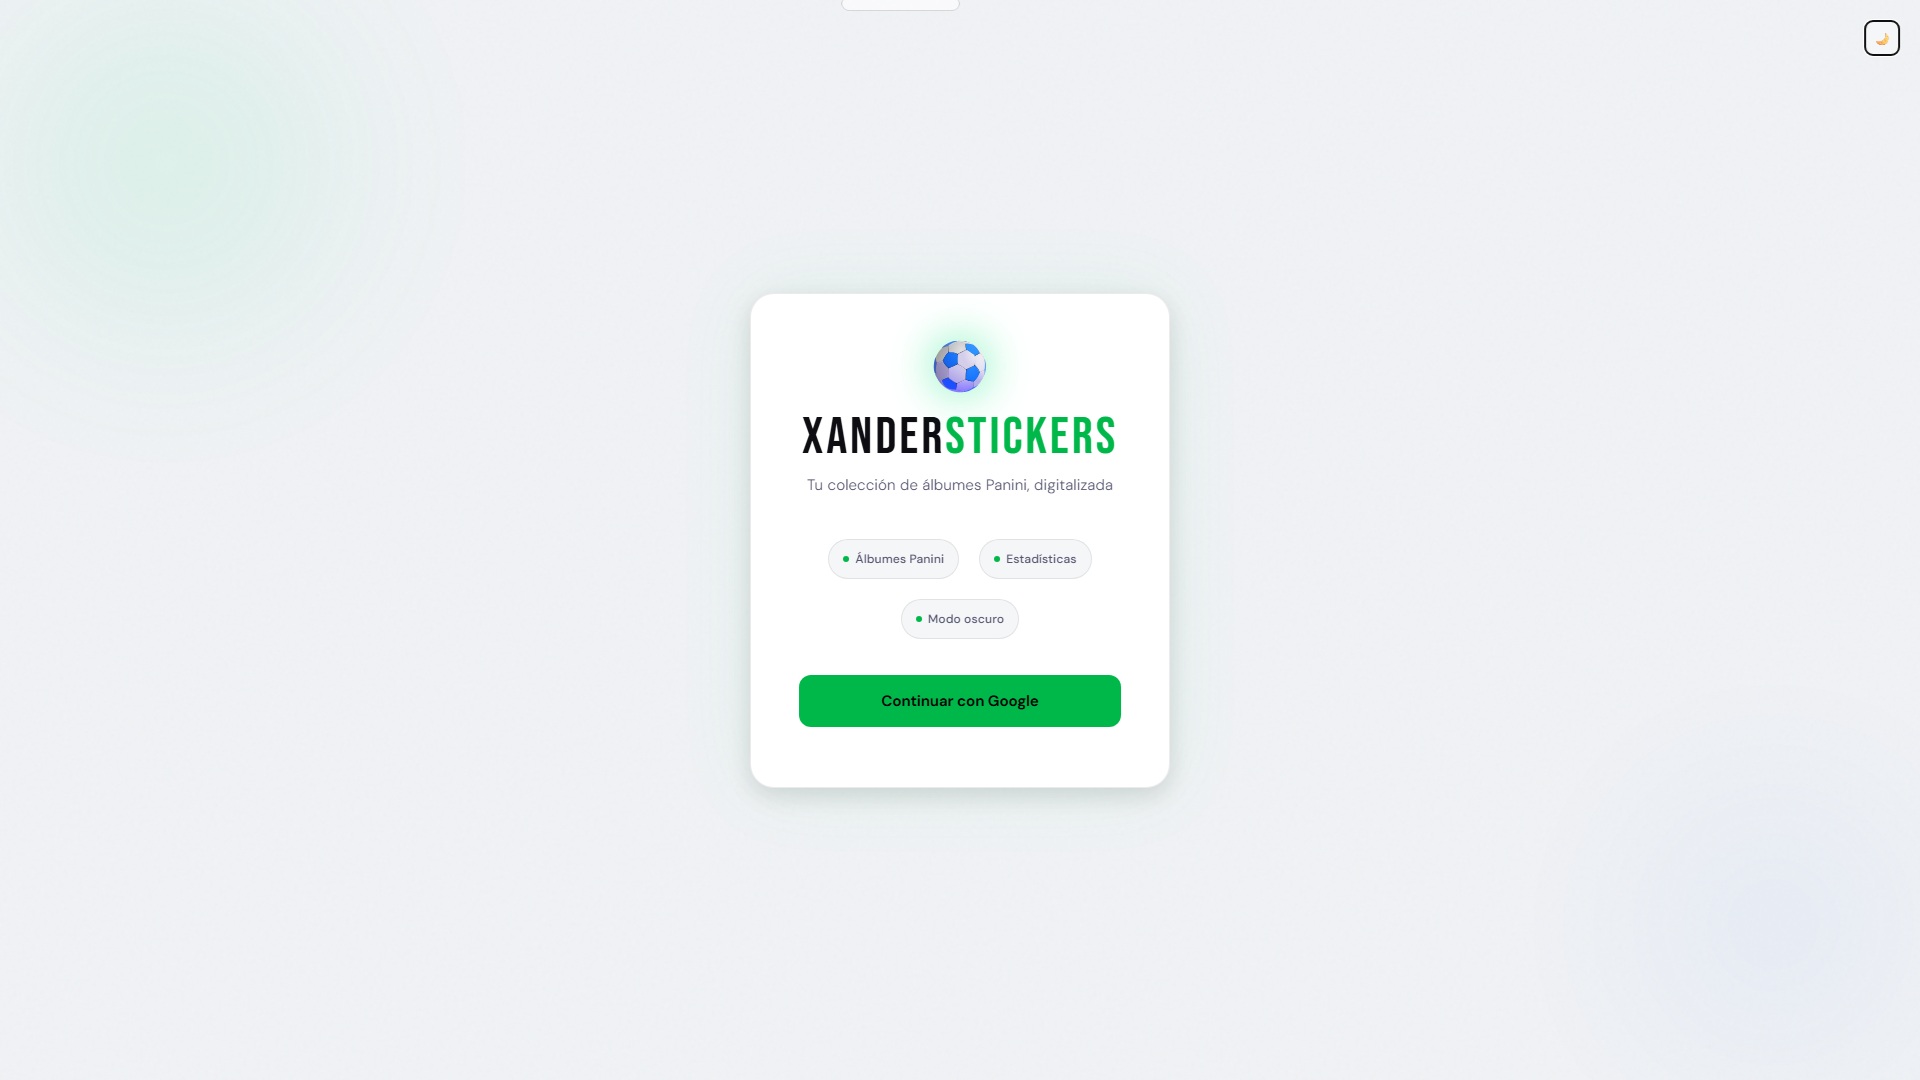 XANDERSTICKERS
Tu colección de álbumes Panini, digitalizada
Álbumes Panini
Estadísticas
Modo oscuro
Continuar con Google